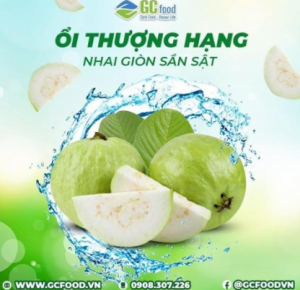 GC food
ỔI THƯỢNG HẠNG
NHAI GIÒN SẦN SẬT
WWW.GCFOOD.VN
0908.307.226
@GCFOODVN